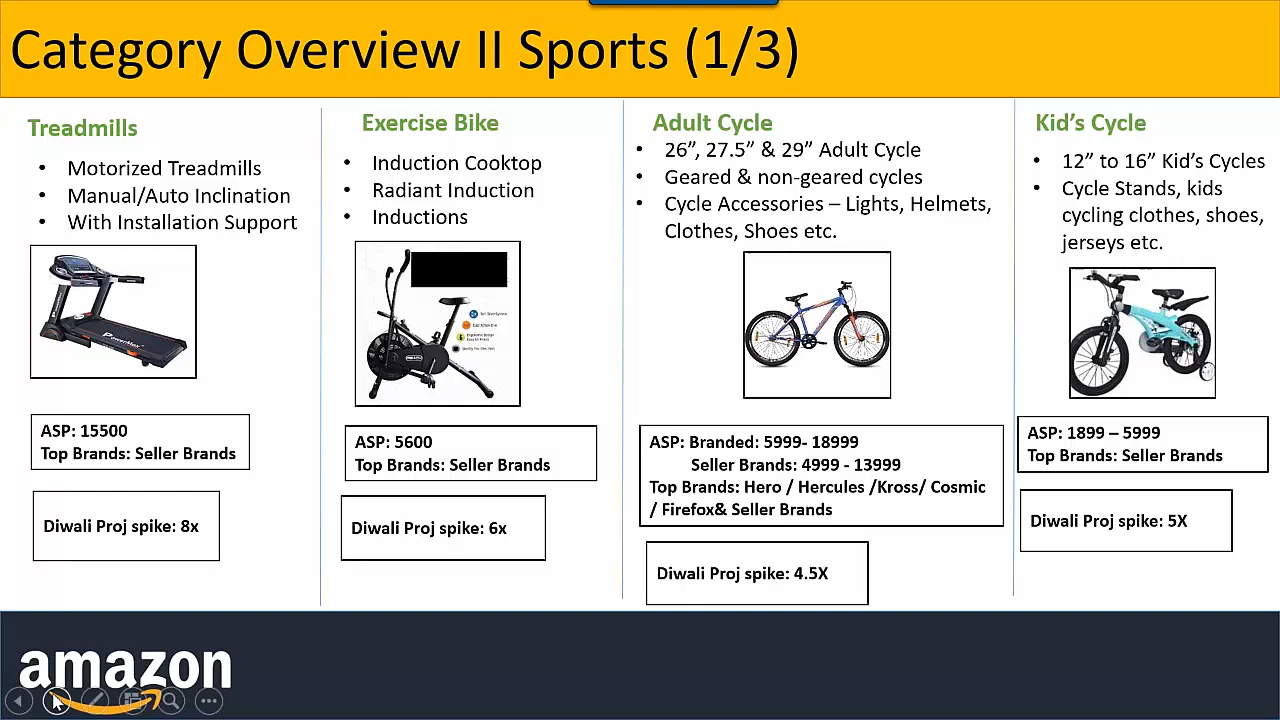 Category Overview II Sports (1/3)
Treadmills
• Motorized Treadmills
• Manual/Auto Inclination
• With Installation Support
PowerMax
ASP: 15500
Top Brands: Seller Brands
Diwali Proj spike: 8x
Exercise Bike
• Induction Cooktop
• Radiant Induction
• Inductions
ASP: 5600
Top Brands: Seller Brands
Diwali Proj spike: 6x
Adult Cycle
• 26”, 27.5” & 29” Adult Cycle
• Geared & non-geared cycles
• Cycle Accessories – Lights, Helmets,
Clothes, Shoes etc.
ASP: Branded: 5999- 18999
Seller Brands: 4999 - 13999
Top Brands: Hero / Hercules /Kross/ Cosmic
/ Firefox& Seller Brands
Diwali Proj spike: 4.5X
Kid’s Cycle
• 12” to 16” Kid’s Cycles
• Cycle Stands, kids
cycling clothes, shoes,
jerseys etc.
ASP: 1899 – 5999
Top Brands: Seller Brands
Diwali Proj spike: 5X
amazon